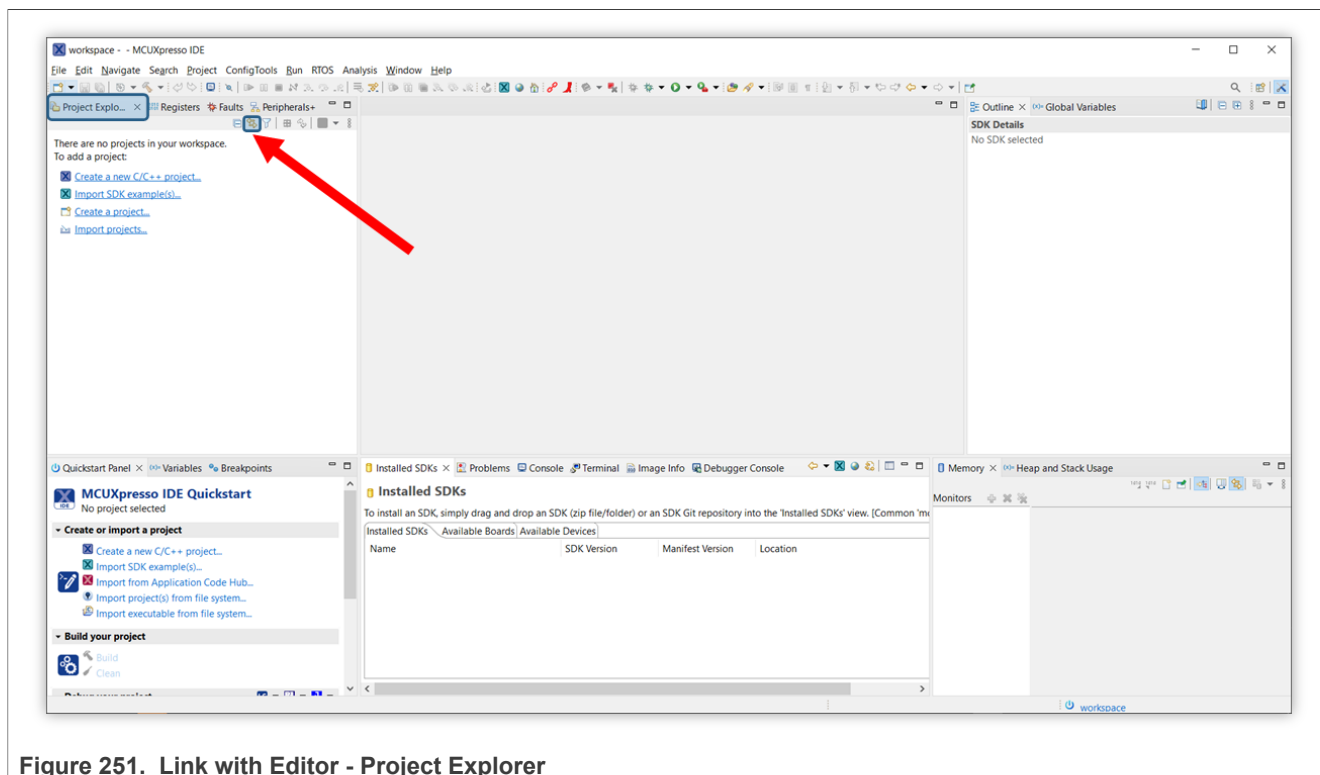 workspace - - MCUXpresso IDE
File Edit Navigate Search Project ConfigTools Run RTOS Analysis Window Help
Project Explo... Registers Faults Peripherals+
Outline Global Variables
SDK Details
No SDK selected
There are no projects in your workspace.
To add a project:
Create a new C/C++ project...
Import SDK example(s)...
Create a project...
Import projects...
Quickstart Panel Variables Breakpoints
Installed SDKs Problems Console Terminal Image Info Debugger Console
Memory Heap and Stack Usage
MCUXpresso IDE Quickstart
IDE
No project selected
Installed SDKs
Monitors
To install an SDK, simply drag and drop an SDK (zip file/folder) or an SDK Git repository into the 'Installed SDKs' view. [Common 'm
Create or import a project
Installed SDKs Available Boards Available Devices
Name SDK Version Manifest Version Location
Create a new C/C++ project...
Import SDK example(s)...
Import from Application Code Hub...
Import project(s) from file system...
Import executable from file system...
Build your project
Build
Clean
workspace
Figure 251. Link with Editor - Project Explorer